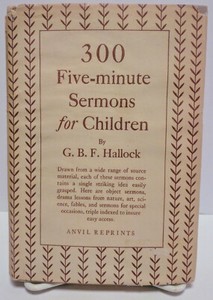 300
Five-minute
Sermons
for Children
By
G. B. F. Hallock
Drawn from a wide range of source
material, each of these sermons con-
tains a single striking idea easily
grasped. Here are object sermons,
drama lessons from nature, art, sci-
ence, fables, and sermons for special
occasions, triple indexed to insure
easy access
ANVIL REPRINTS